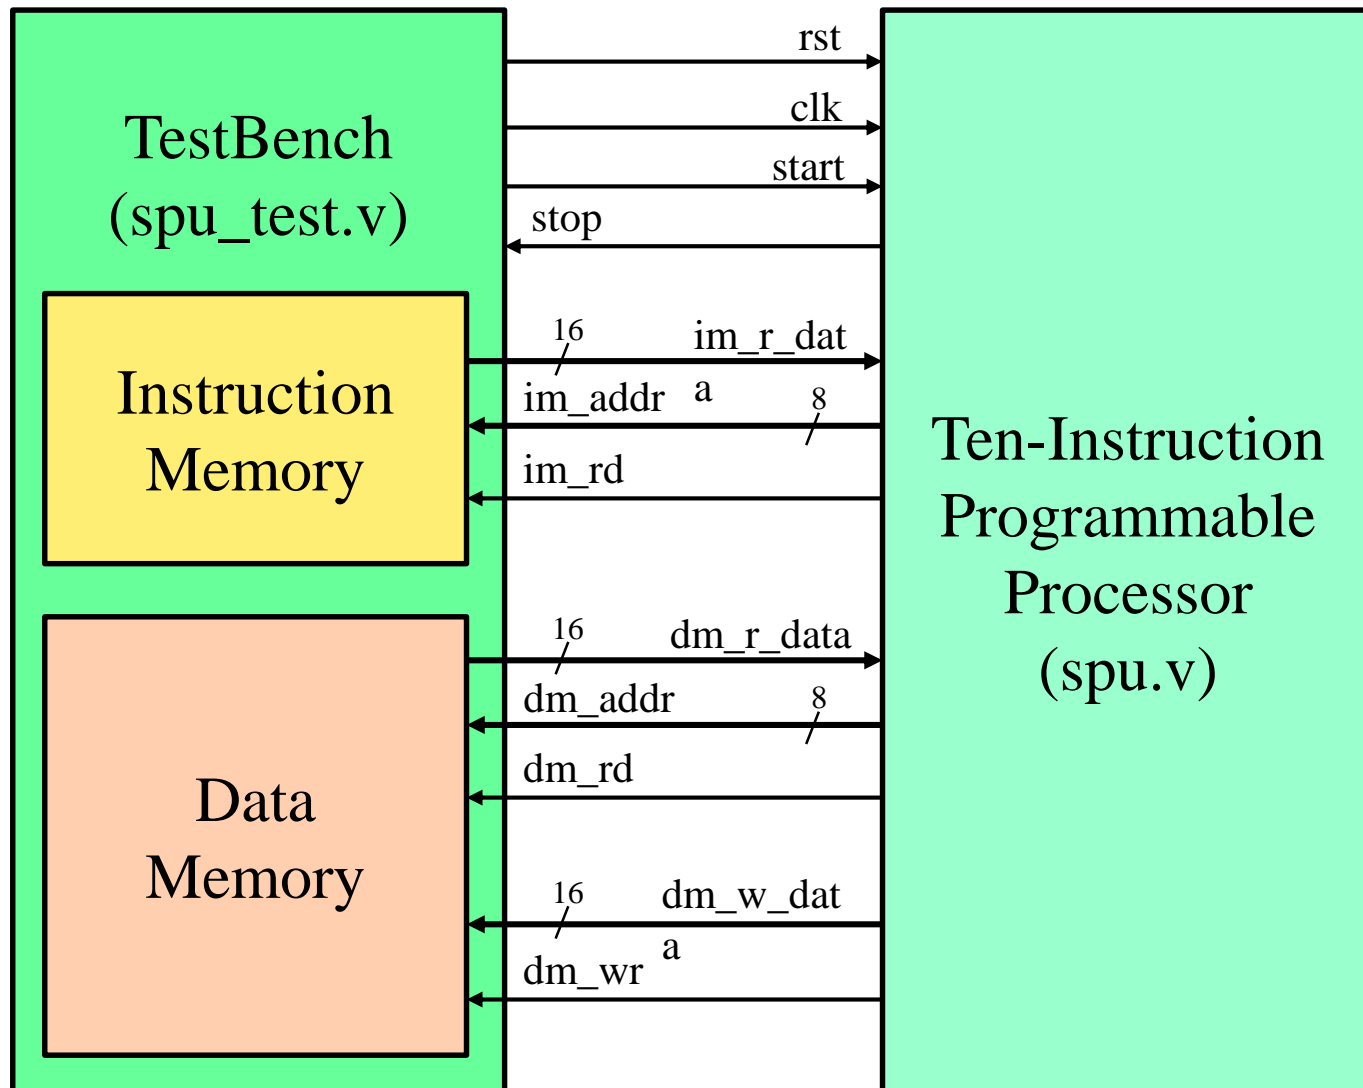 TestBench
(spu_test.v)
Instruction
Memory
Data
Memory
rst
clk
start
stop
16
im_r_dat
a
im_addr
8
im_rd
16
dm_r_data
dm_addr
8
dm_rd
16
dm_w_dat
a
dm_wr
Ten-Instruction
Programmable
Processor
(spu.v)